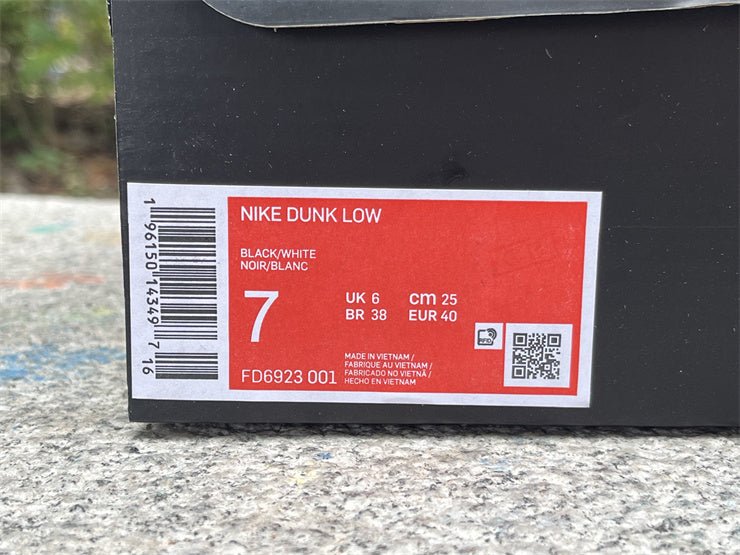 1 96150 14349 7 16
NIKE DUNK LOW
BLACK/WHITE
NOIR/BLANC
7
UK 6 cm 25
BR 38 EUR 40
FD6923 001
MADE IN VIETNAM /
FABRIQUE AU VIETNAM /
FABRICADO NO VIETNÃ /
HECHO EN VIETNAM